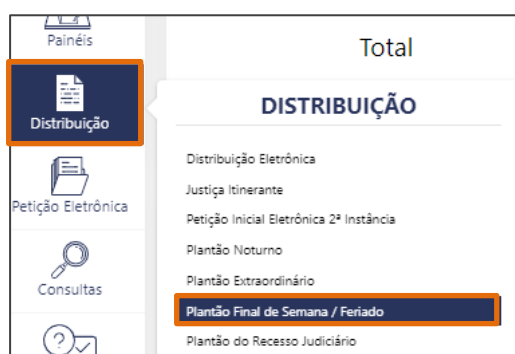 Painéis
Distribuição
Petição Eletrônica
Consultas
Total
DISTRIBUIÇÃO
Distribuição Eletrônica
Justiça Itinerante
Petição Inicial Eletrônica 2ª Instância
Plantão Noturno
Plantão Extraordinário
Plantão Final de Semana / Feriado
Plantão do Recesso Judiciário